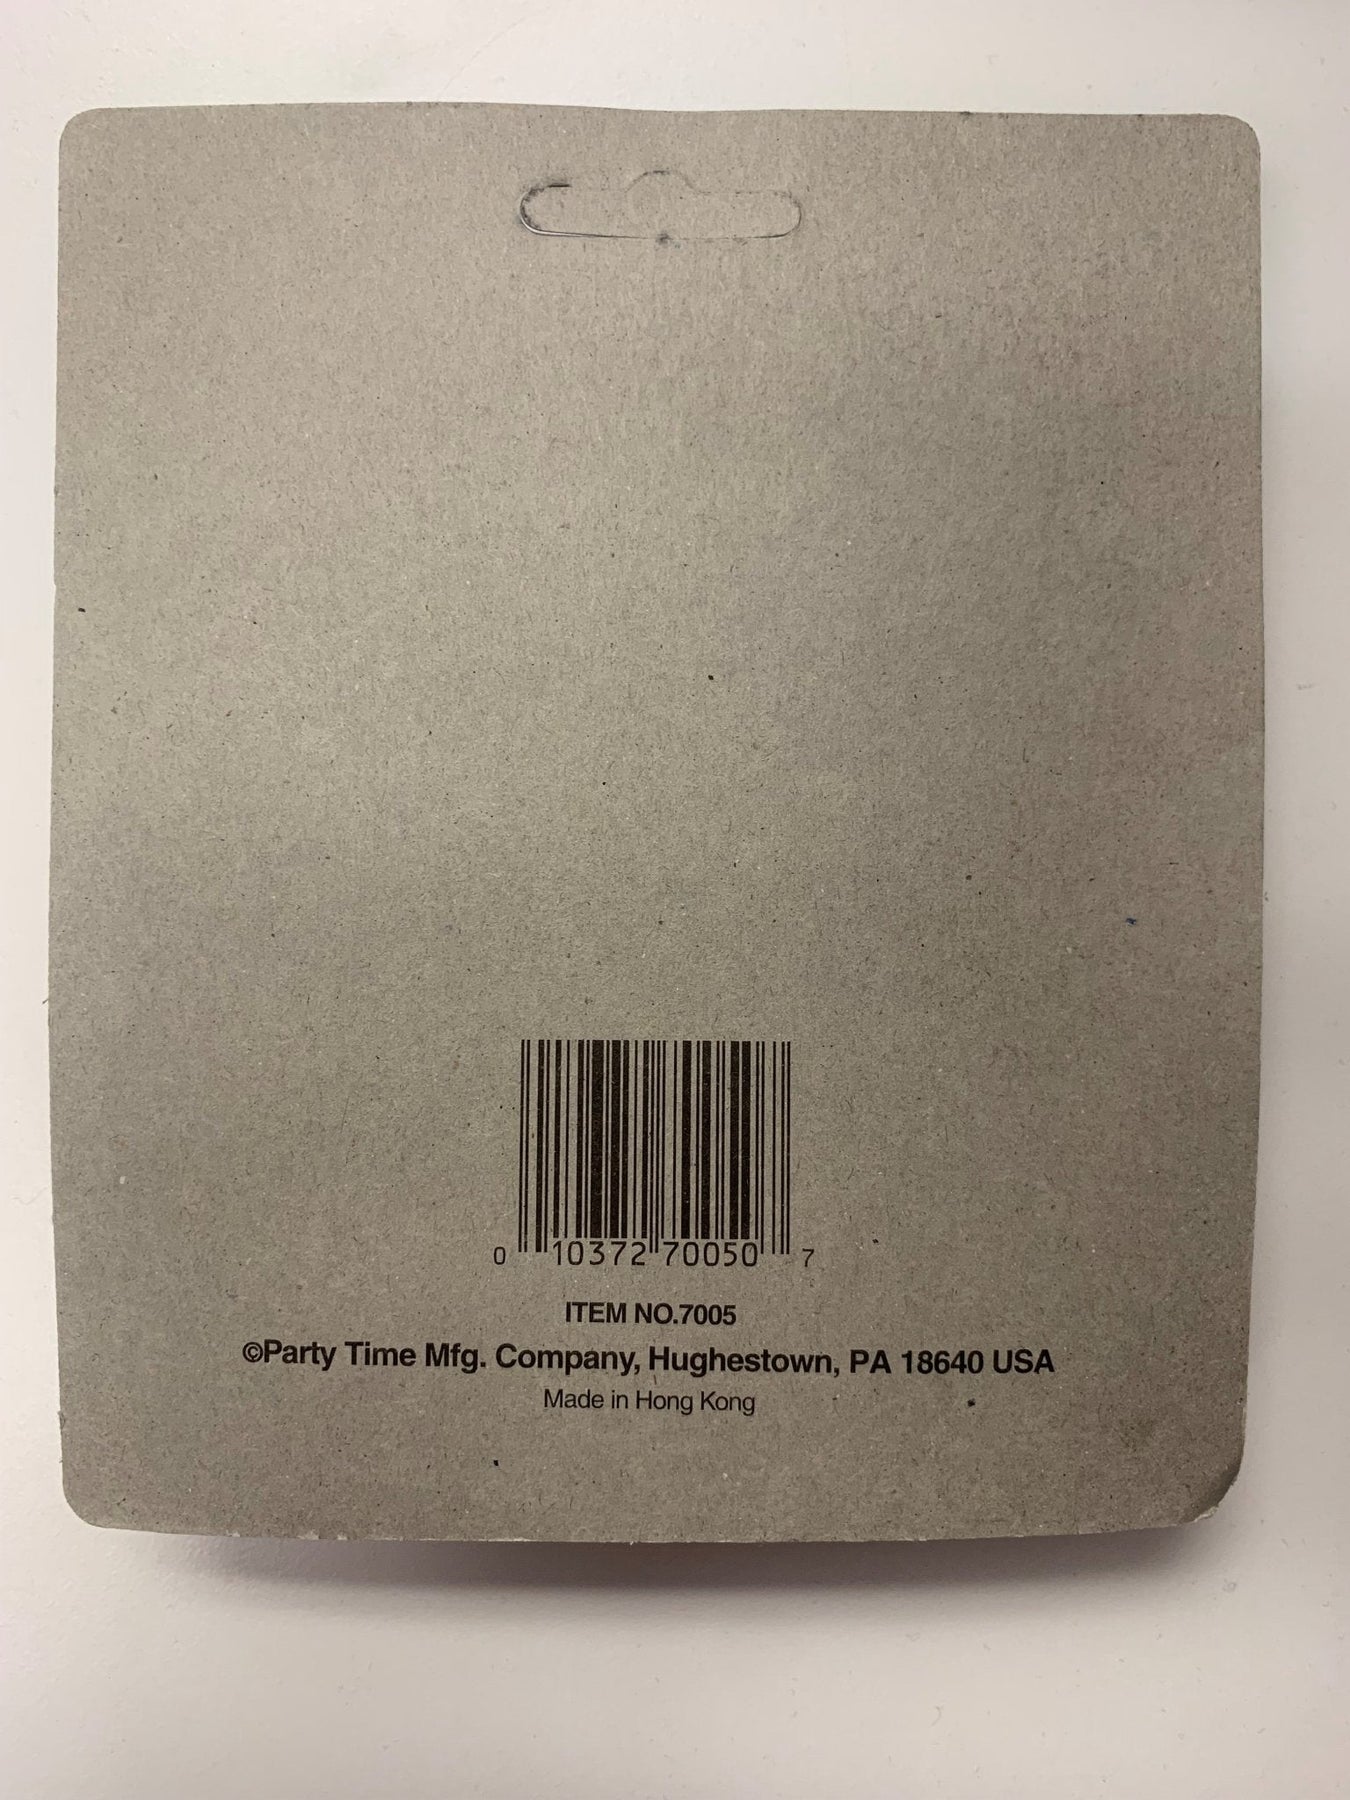 0 10372 70050 7
ITEM NO.7005
©Party Time Mfg. Company, Hughestown, PA 18640 USA
Made in Hong Kong